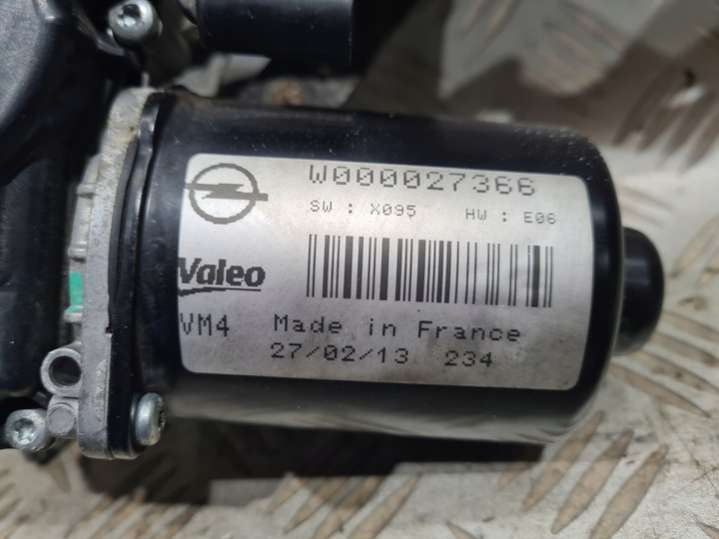 W000027366
SW : X095 HW : E06
Valeo
VM4 Made in France
27/02/13 234